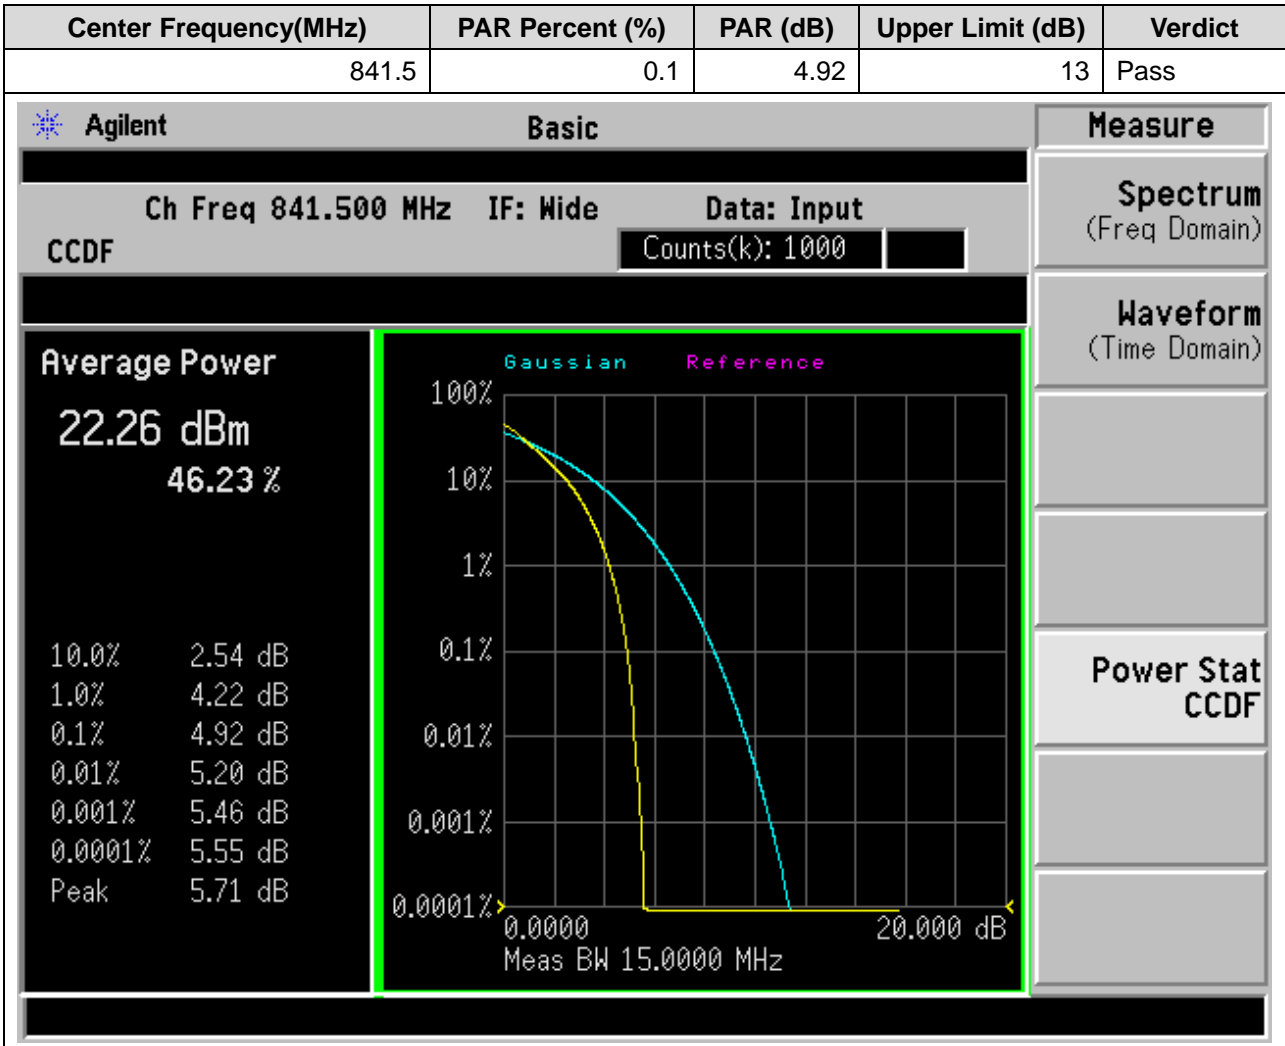 Center Frequency(MHz) PAR Percent (%) PAR (dB) Upper Limit (dB) Verdict
841.5 0.1 4.92 13 Pass
Agilent Basic Measure
Ch Freq 841.500 MHz IF: Wide Data: Input
CCDF Counts(k): 1000
Spectrum
(Freq Domain)
Waveform
(Time Domain)
Power Stat
CCDF
Average Power
22.26 dBm
46.23 %
10.0% 2.54 dB
1.0% 4.22 dB
0.1% 4.92 dB
0.01% 5.20 dB
0.001% 5.46 dB
0.0001% 5.55 dB
Peak 5.71 dB
Gaussian Reference
100%
10%
1%
0.1%
0.01%
0.001%
0.0001%
0.0000 20.000 dB
Meas BW 15.0000 MHz